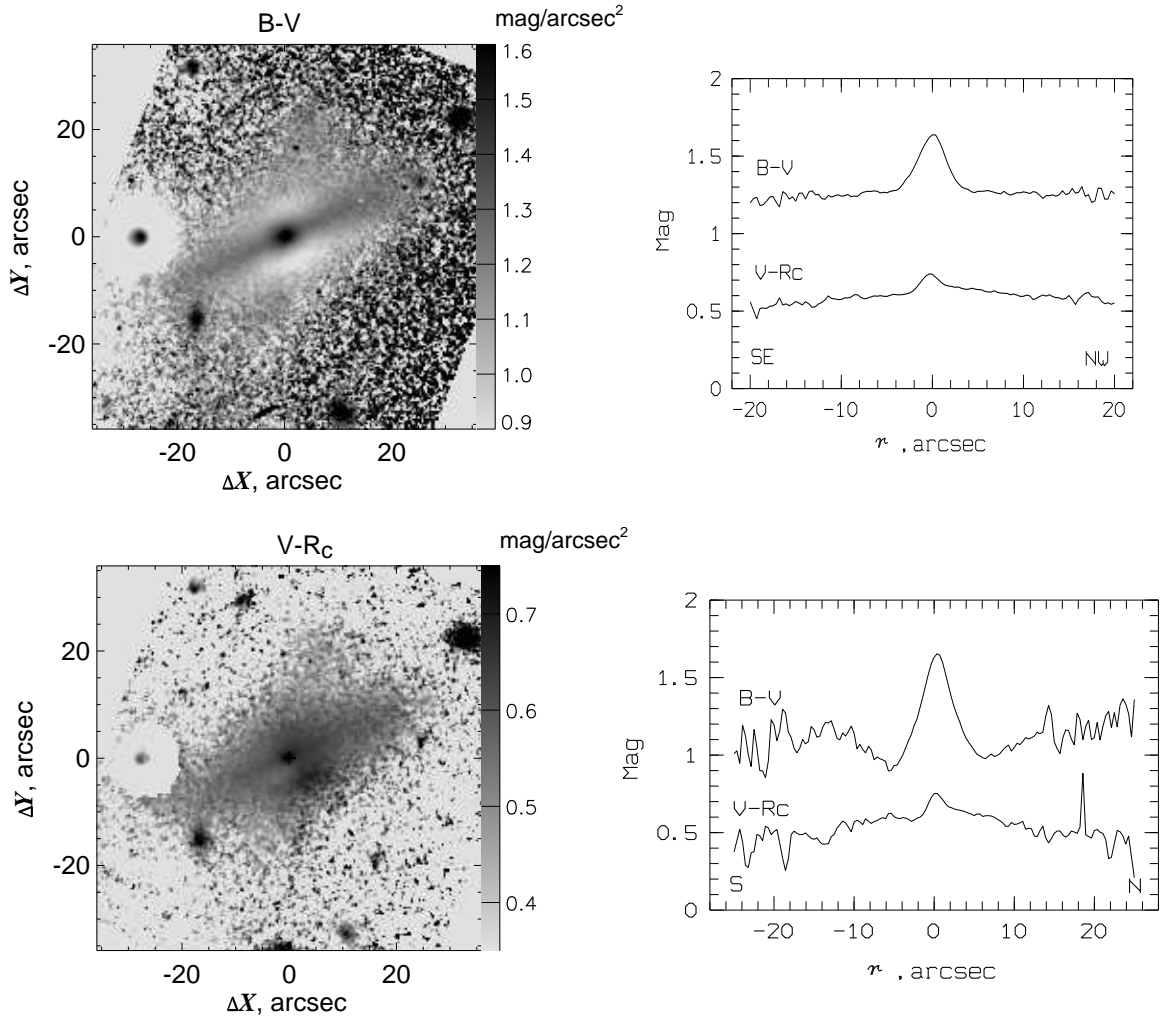 B-V
mag/arcsec²
1.6
1.5
1.4
1.3
1.2
1.1
1.0
0.9
20
0
-20
ΔY, arcsec
-20 0 20
ΔX, arcsec
2
1.5
1
0.5
0
Mag
B-V
V-Rc
SE NW
-20 -10 0 10 20
r ,arcsec
V-Rc
mag/arcsec²
0.7
0.6
0.5
0.4
20
0
-20
ΔY, arcsec
-20 0 20
ΔX, arcsec
2
1.5
1
0.5
0
Mag
B-V
V-Rc
S N
-20 -10 0 10 20
r ,arcsec